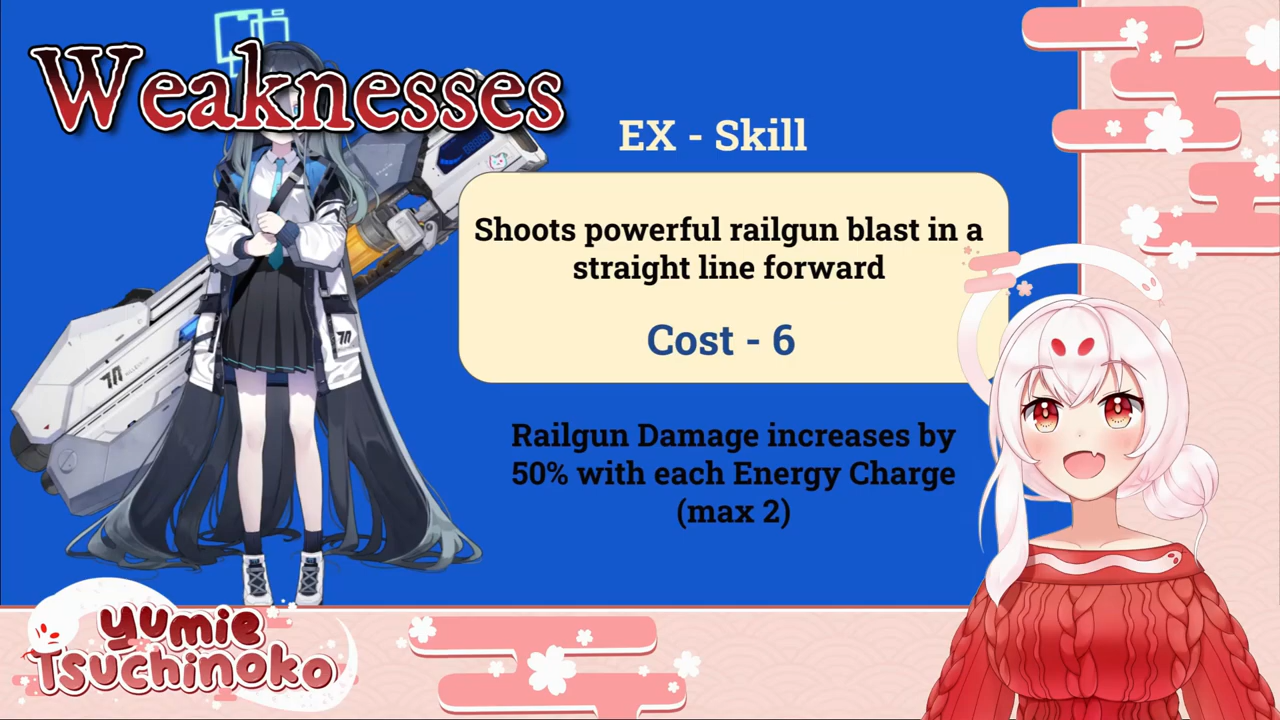 Weaknesses
EX - Skill
Shoots powerful railgun blast in a
straight line forward
Cost - 6
Railgun Damage increases by
50% with each Energy Charge
(max 2)
Yumie
Tsuchinoko